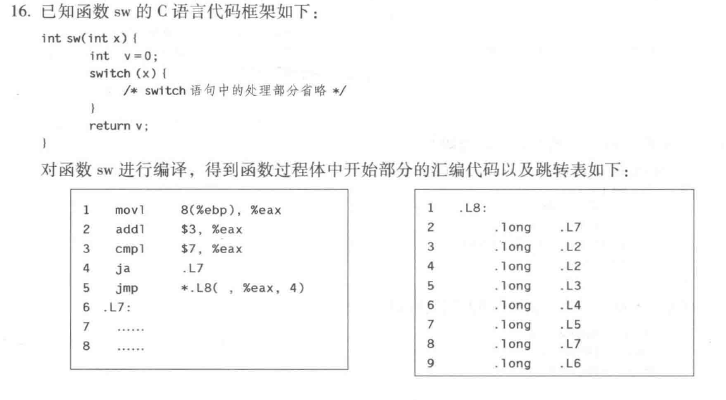 16. 已知函数 sw 的 C 语言代码框架如下：
int sw(int x) {
int v=0;
switch (x) {
/* switch 语句中的处理部分省略 */
}
return v;
}
对函数 sw 进行编译，得到函数过程体中开始部分的汇编代码以及跳转表如下：
1 movl 8(%ebp), %eax
2 addl $3, %eax
3 cmpl $7, %eax
4 ja .L7
5 jmp *.L8( , %eax, 4)
6 .L7:
7 ……
8 ……
1 .L8:
2 .long .L7
3 .long .L2
4 .long .L2
5 .long .L3
6 .long .L4
7 .long .L5
8 .long .L7
9 .long .L6